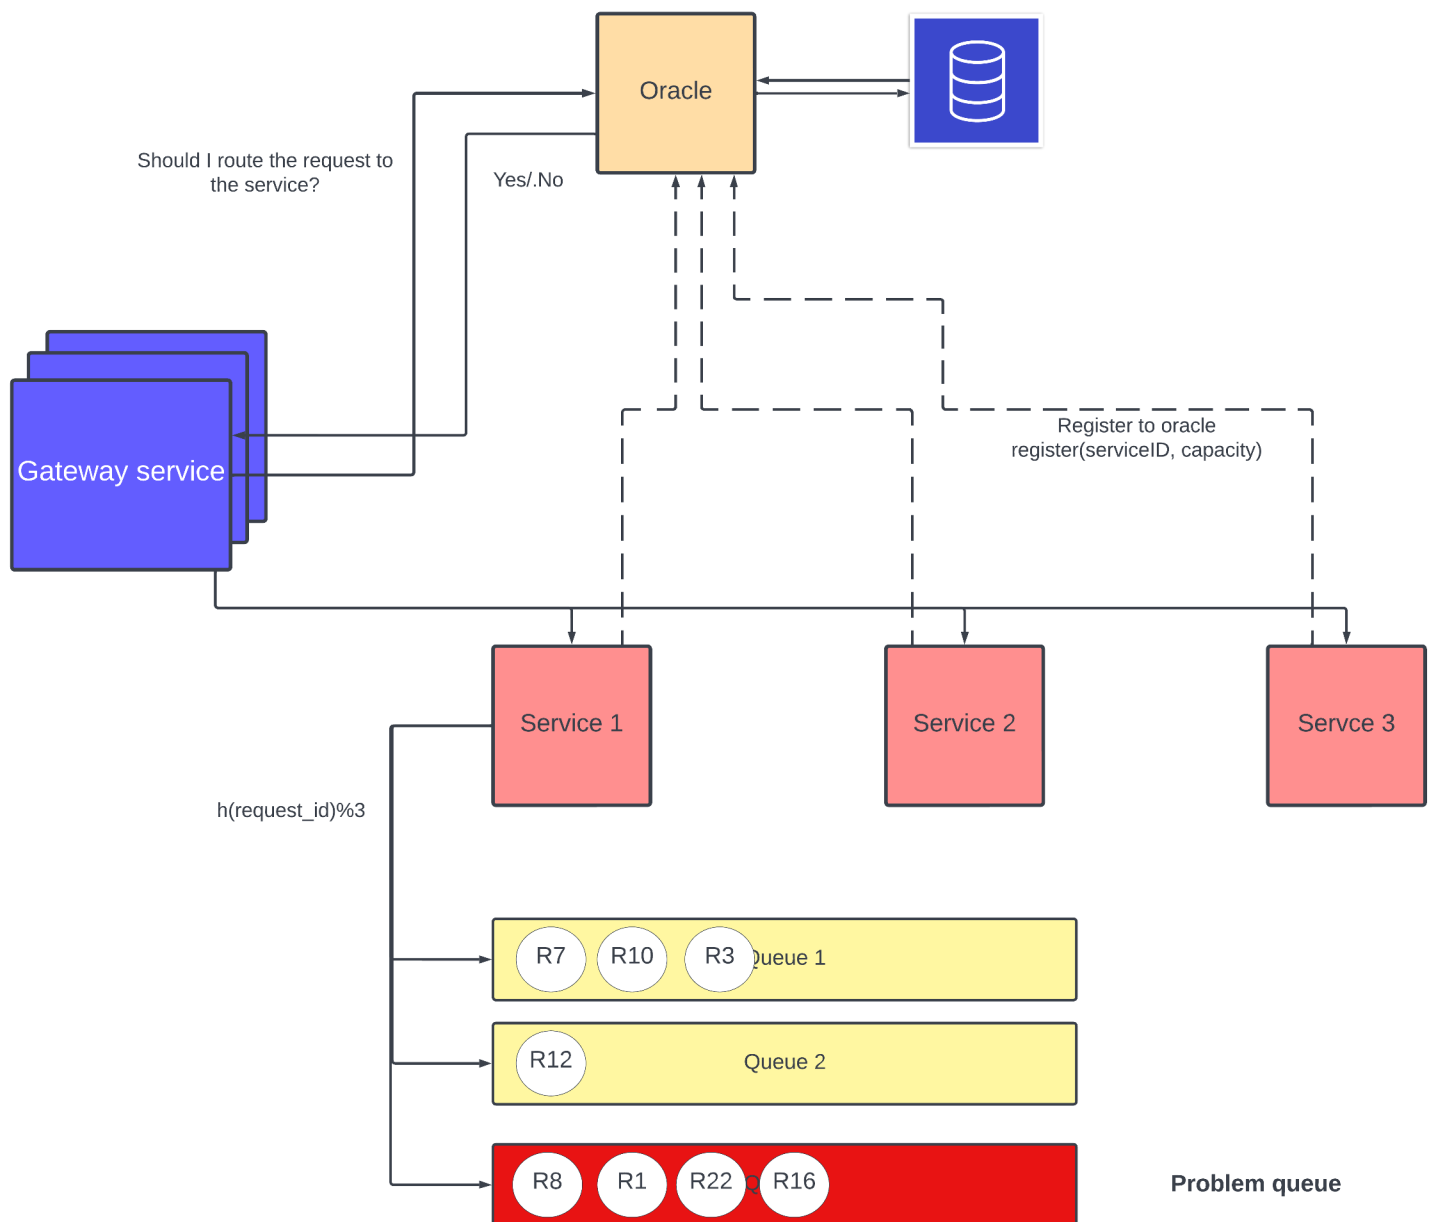 Oracle
Should I route the request to
the service?
Yes/.No
Register to oracle
register(serviceID, capacity)
Gateway service
Service 1
Service 2
Servce 3
h(request_id)%3
R7
R10
R3
Queue 1
R12
Queue 2
R8
R1
R22
R16
Problem queue